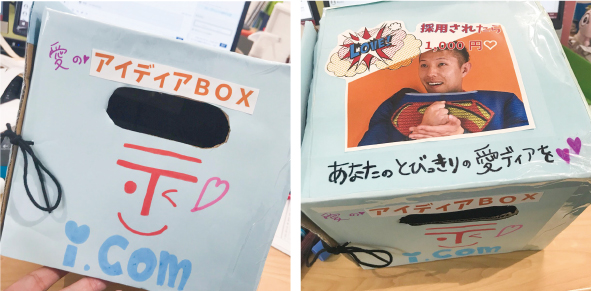 愛の
アイディアBOX
i.com
LOVE!
採用されたら
1,000円♡
あなたのとびっきりの愛ディアを
愛の
アイディアBOX